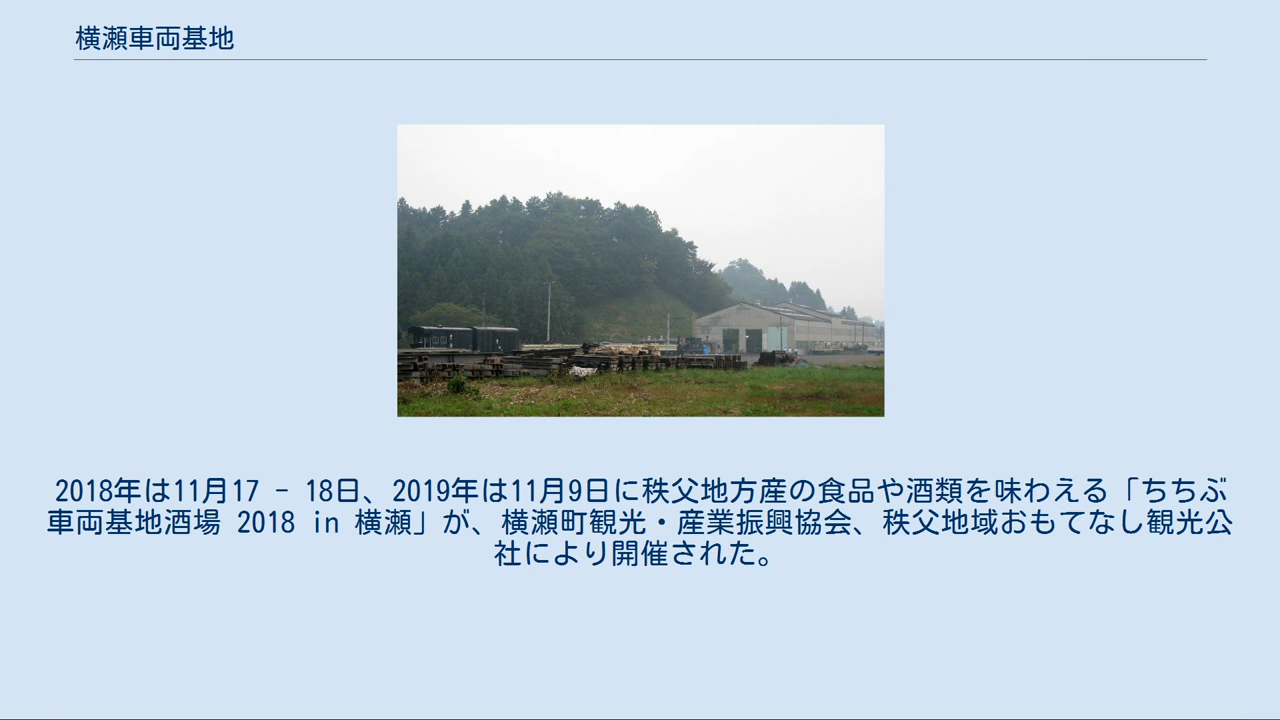 横瀬車両基地
2018年は11月17 - 18日、2019年は11月9日に秩父地方産の食品や酒類を味わえる「ちちぶ
車両基地酒場 2018 in 横瀬」が、横瀬町観光・産業振興協会、秩父地域おもてなし観光公
社により開催された。